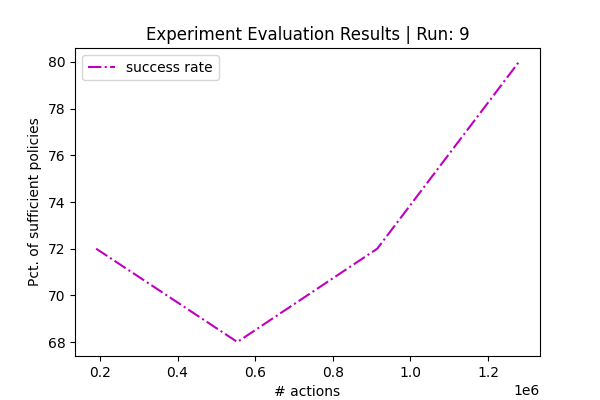 Experiment Evaluation Results | Run: 9
success rate
Pct. of sufficient policies
80
78
76
74
72
70
68
0.2 0.4 0.6 0.8 1.0 1.2
1e6
# actions